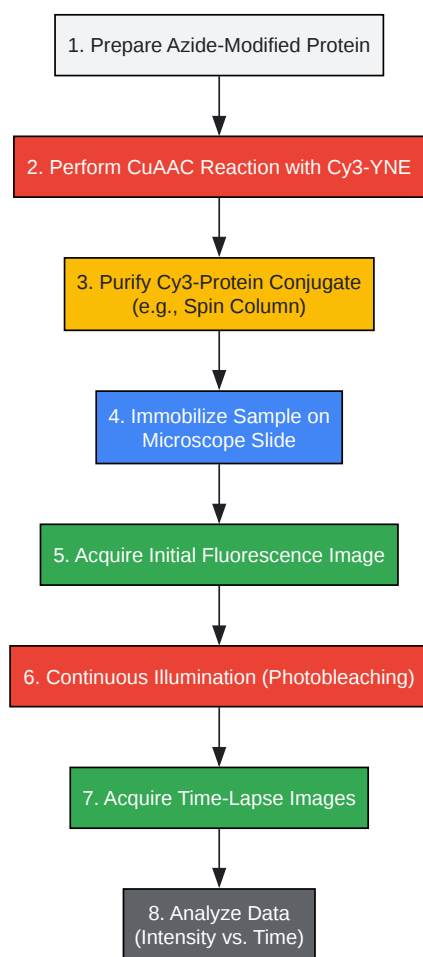 1. Prepare Azide-Modified Protein
2. Perform CuAAC Reaction with Cy3-YNE
3. Purify Cy3-Protein Conjugate
(e.g., Spin Column)
4. Immobilize Sample on
Microscope Slide
5. Acquire Initial Fluorescence Image
6. Continuous Illumination (Photobleaching)
7. Acquire Time-Lapse Images
8. Analyze Data
(Intensity vs. Time)